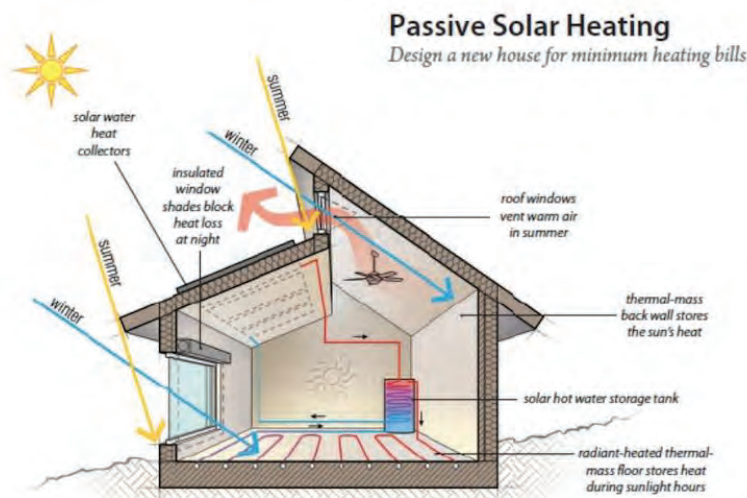 Passive Solar Heating
Design a new house for minimum heating bills
summer
solar water
heat
collectors
winter
insulated
window
shades block
heat loss
at night
roof windows
vent warm air
in summer
summer
winter
thermal-mass
back wall stores
the sun's heat
solar hot water storage tank
radiant-heated thermal-
mass floor stores heat
during sunlight hours